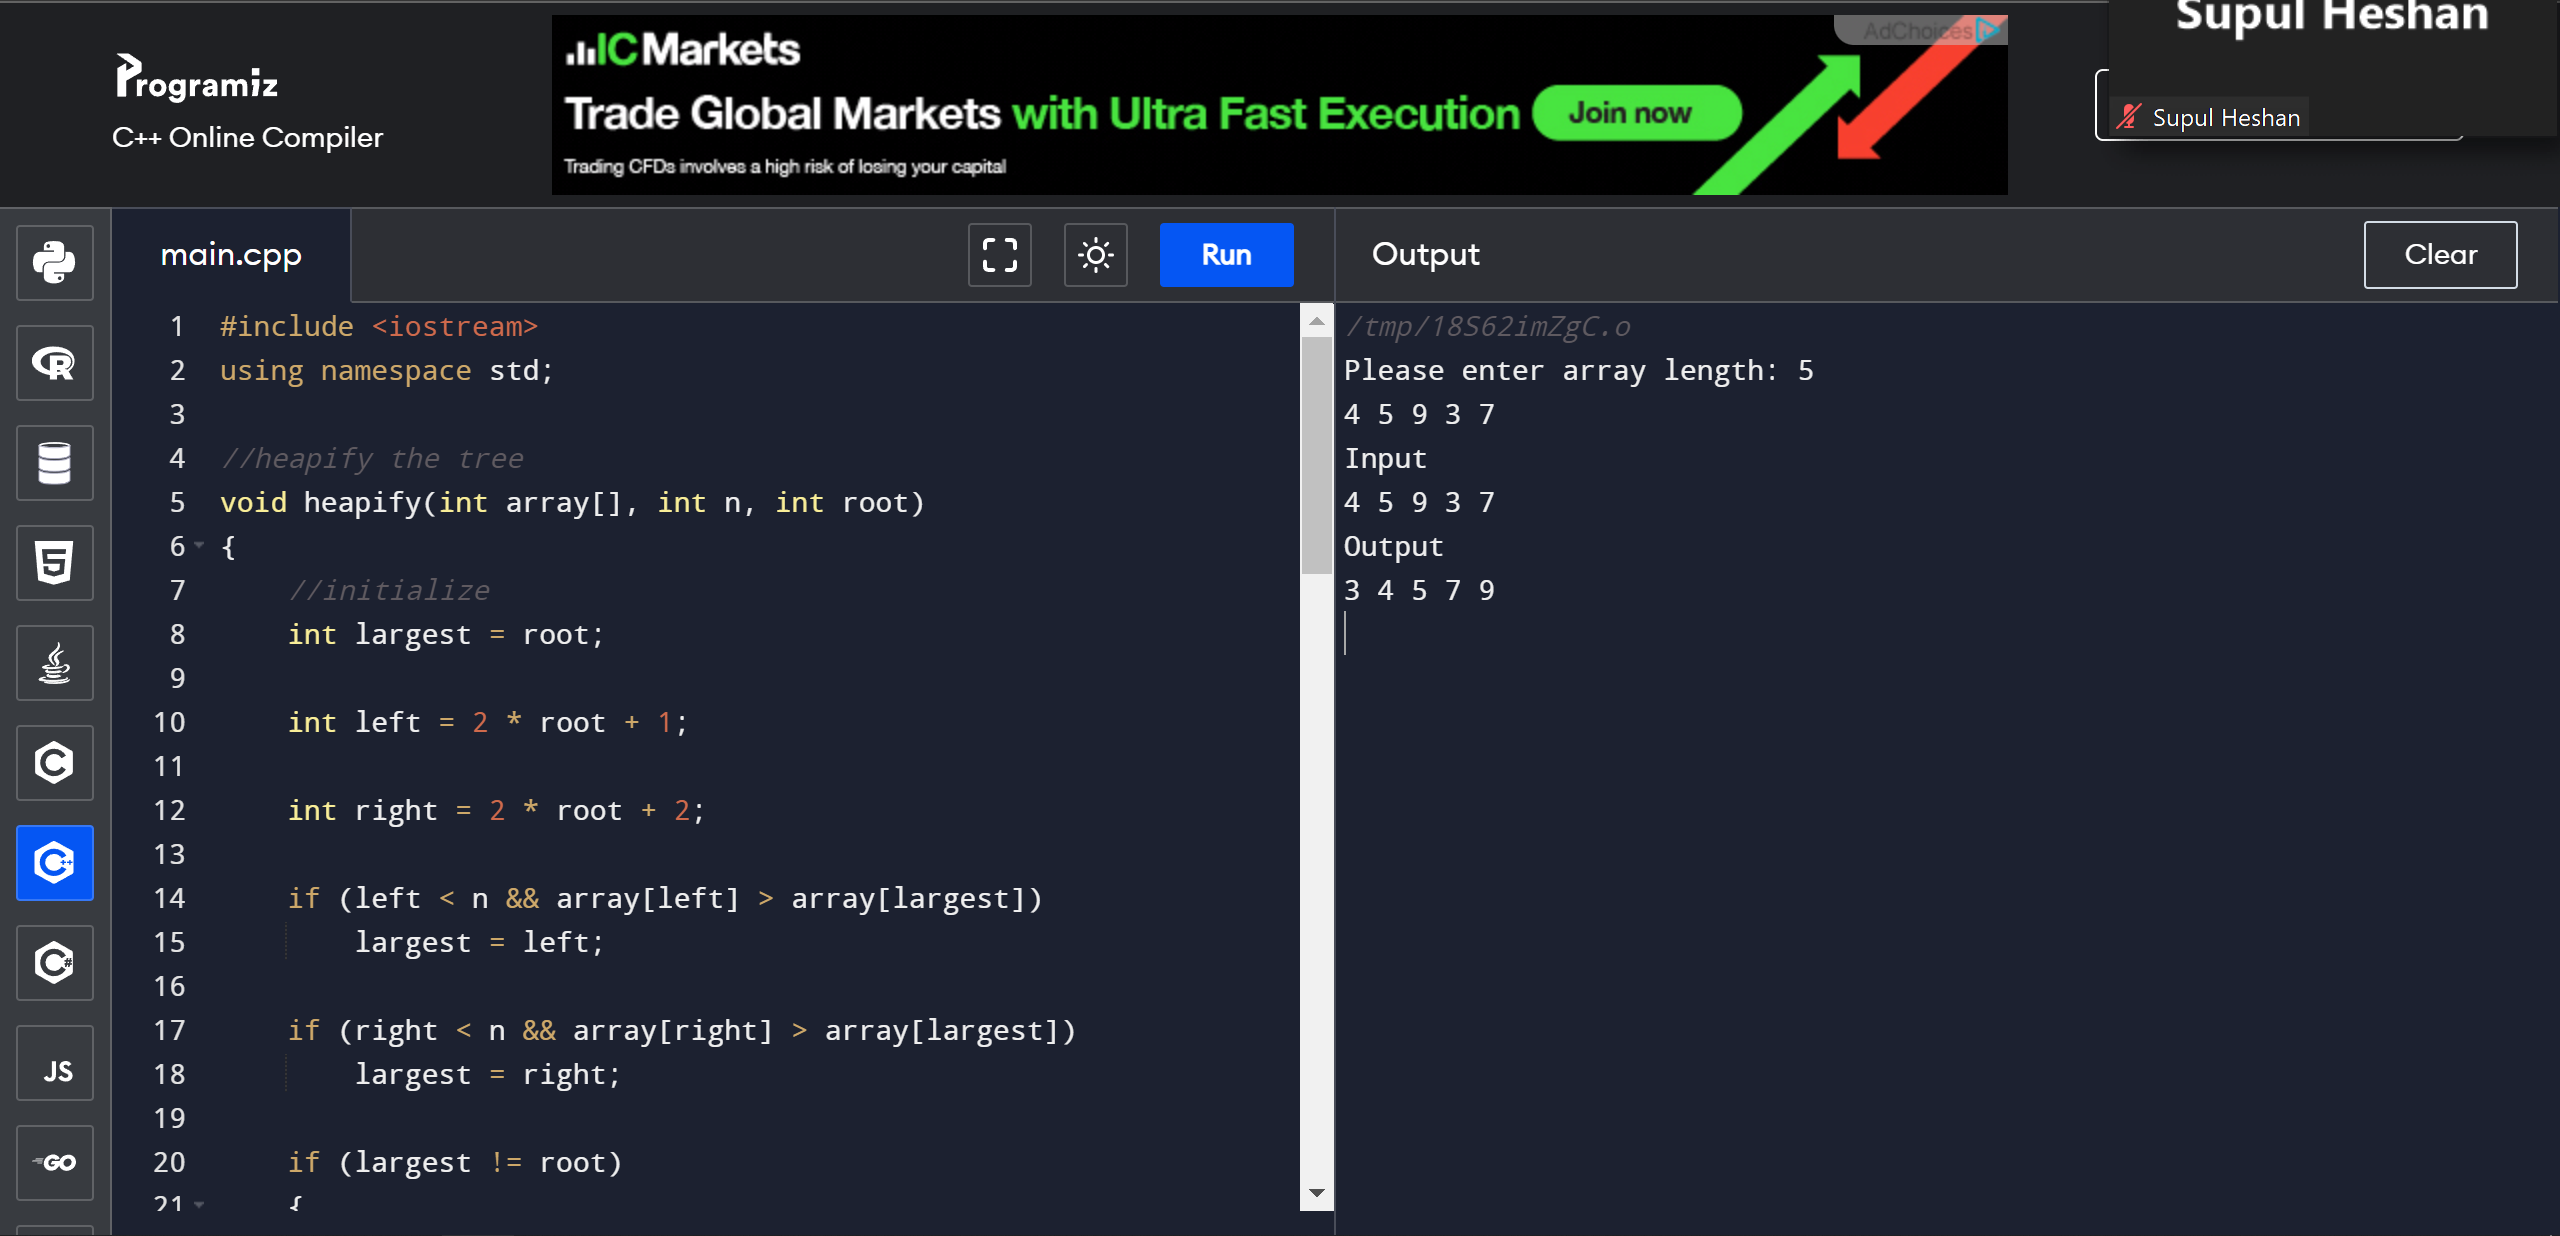 Supul Heshan
AdChoices
IC Markets
Trade Global Markets with Ultra Fast Execution
Join now
Trading CFDs involves a high risk of losing your capital
Programiz
C++ Online Compiler
Supul Heshan
main.cpp
Run
Output
Clear
1 #include <iostream>
2 using namespace std;
3
4 //heapify the tree
5 void heapify(int array[], int n, int root)
6 {
7 //initialize
8 int largest = root;
9
10 int left = 2 * root + 1;
11
12 int right = 2 * root + 2;
13
14 if (left < n && array[left] > array[largest])
15 largest = left;
16
17 if (right < n && array[right] > array[largest])
18 largest = right;
19
20 if (largest != root)
21 {
/tmp/18S62imZgC.o
Please enter array length: 5
4 5 9 3 7
Input
4 5 9 3 7
Output
3 4 5 7 9
R
5
C
C++
C#
JS
GO